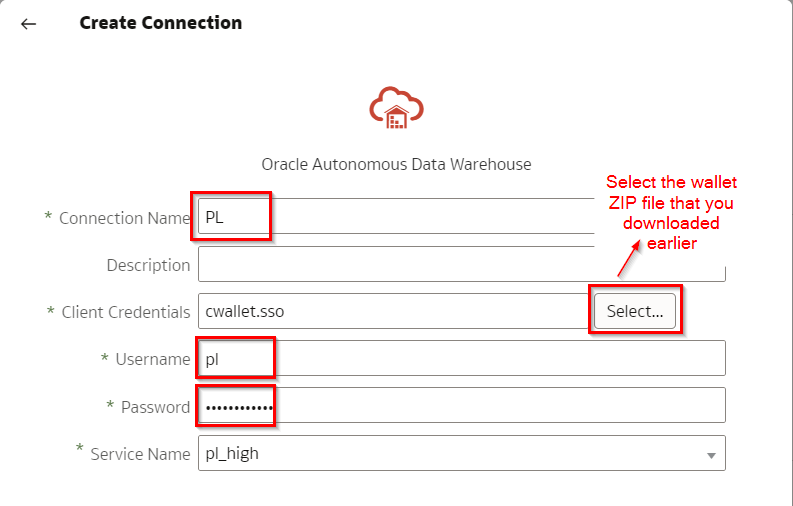 Create Connection
Oracle Autonomous Data Warehouse
Select the wallet
ZIP file that you
downloaded
earlier
* Connection Name PL
Description
* Client Credentials cwallet.sso Select...
* Username pl
* Password ••••••••••••
* Service Name pl_high